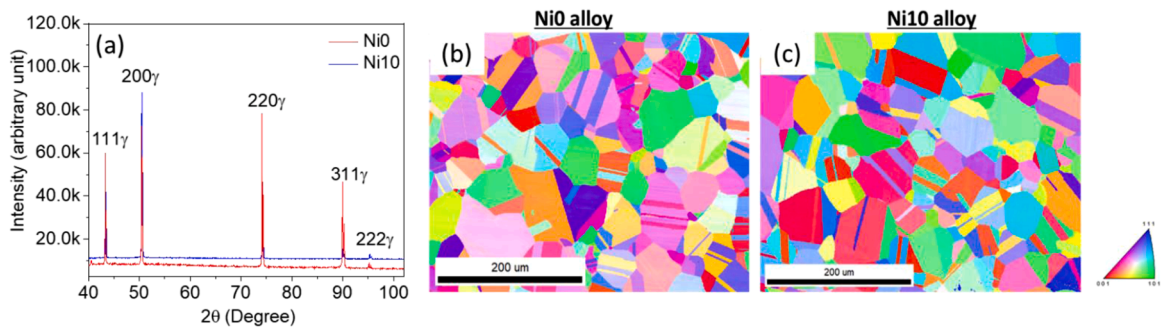 Ni0 alloy
Ni10 alloy
(a)
(b)
(c)
120.0k
100.0k
80.0k
60.0k
40.0k
20.0k
Intensity (arbitrary unit)
Ni0
Ni10
111γ
200γ
220γ
311γ
222γ
40 50 60 70 80 90 100
2θ (Degree)
200 um
200 um
111
001 101